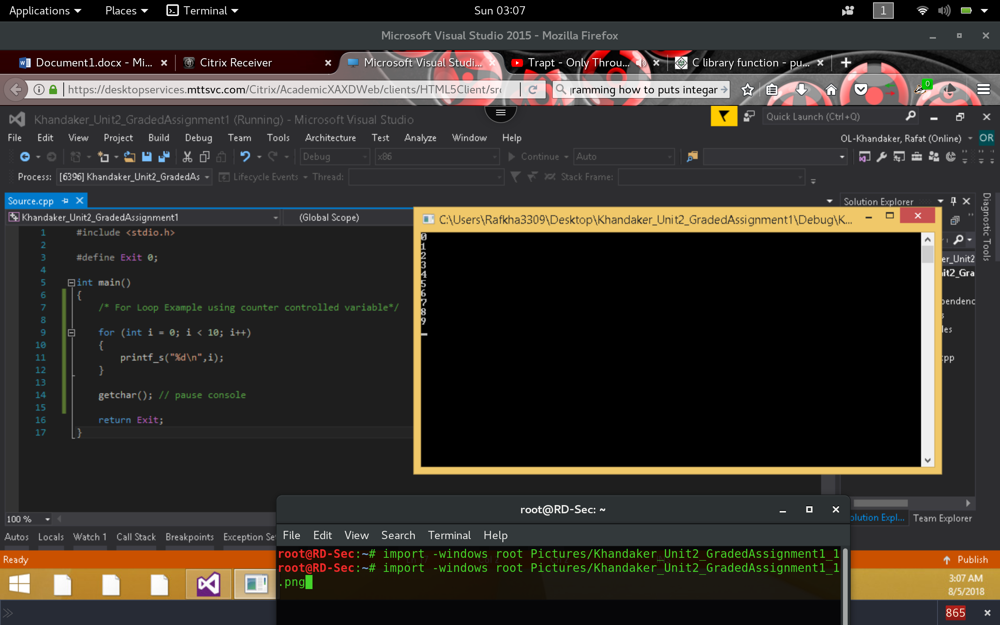 Applications Places Terminal Sun 03:07 1
Microsoft Visual Studio 2015 - Mozilla Firefox
Document1.docx - Mi... Citrix Receiver Microsoft Visual Studi... Trapt - Only Throu... C library function - pu...
https://desktopservices.mttsvc.com/Citrix/AcademicXAXDWeb/clients/HTML5Client/src ramming how to puts integar 0
Khandaker_Unit2_GradedAssignment1 (Running) - Microsoft Visual Studio Quick Launch (Ctrl+Q)
File Edit View Project Build Debug Team Tools Architecture Test Analyze Window Help OL-Khandaker, Rafat (Online) OR
Debug x86 Continue Auto
Process: [6396] Khandaker_Unit2_GradedAs Lifecycle Events Thread: Stack Frame:
Source.cpp Solution Explorer
Khandaker_Unit2_GradedAssignment1 (Global Scope)
1 #include <stdio.h>
2
3 #define Exit 0;
4
5 int main()
6 {
7 /* For Loop Example using counter controlled variable*/
8
9 for (int i = 0; i < 10; i++)
10 {
11 printf_s("%d\n",i);
12 }
13
14 getchar(); // pause console
15
16 return Exit;
17 }
C:\Users\Rafkha3309\Desktop\Khandaker_Unit2_GradedAssignment1\Debug\K...
0
1
2
3
4
5
6
7
8
9
er_Unit2
it2_Gra
pendenc
s
les
cpp
Diagnostic Tools
100 %
olution Expl... Team Explorer
Autos Locals Watch 1 Call Stack Breakpoints Exception Set
Ready Publish
3:07 AM
8/5/2018
root@RD-Sec: ~
File Edit View Search Terminal Help
root@RD-Sec:~# import -windows root Pictures/Khandaker_Unit2_GradedAssignment1_1
root@RD-Sec:~# import -windows root Pictures/Khandaker_Unit2_GradedAssignment1_1
.png
865